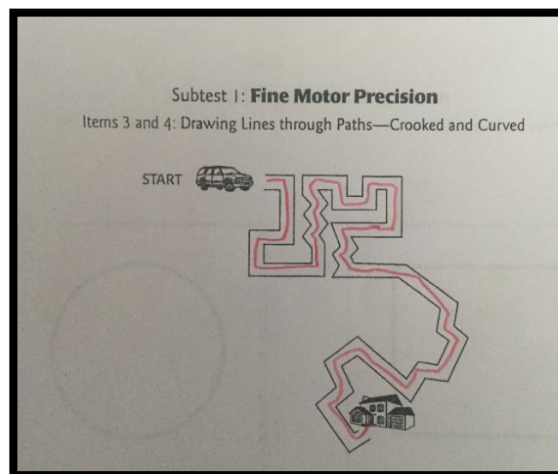 Subtest 1: Fine Motor Precision
Items 3 and 4: Drawing Lines through Paths—Crooked and Curved
START